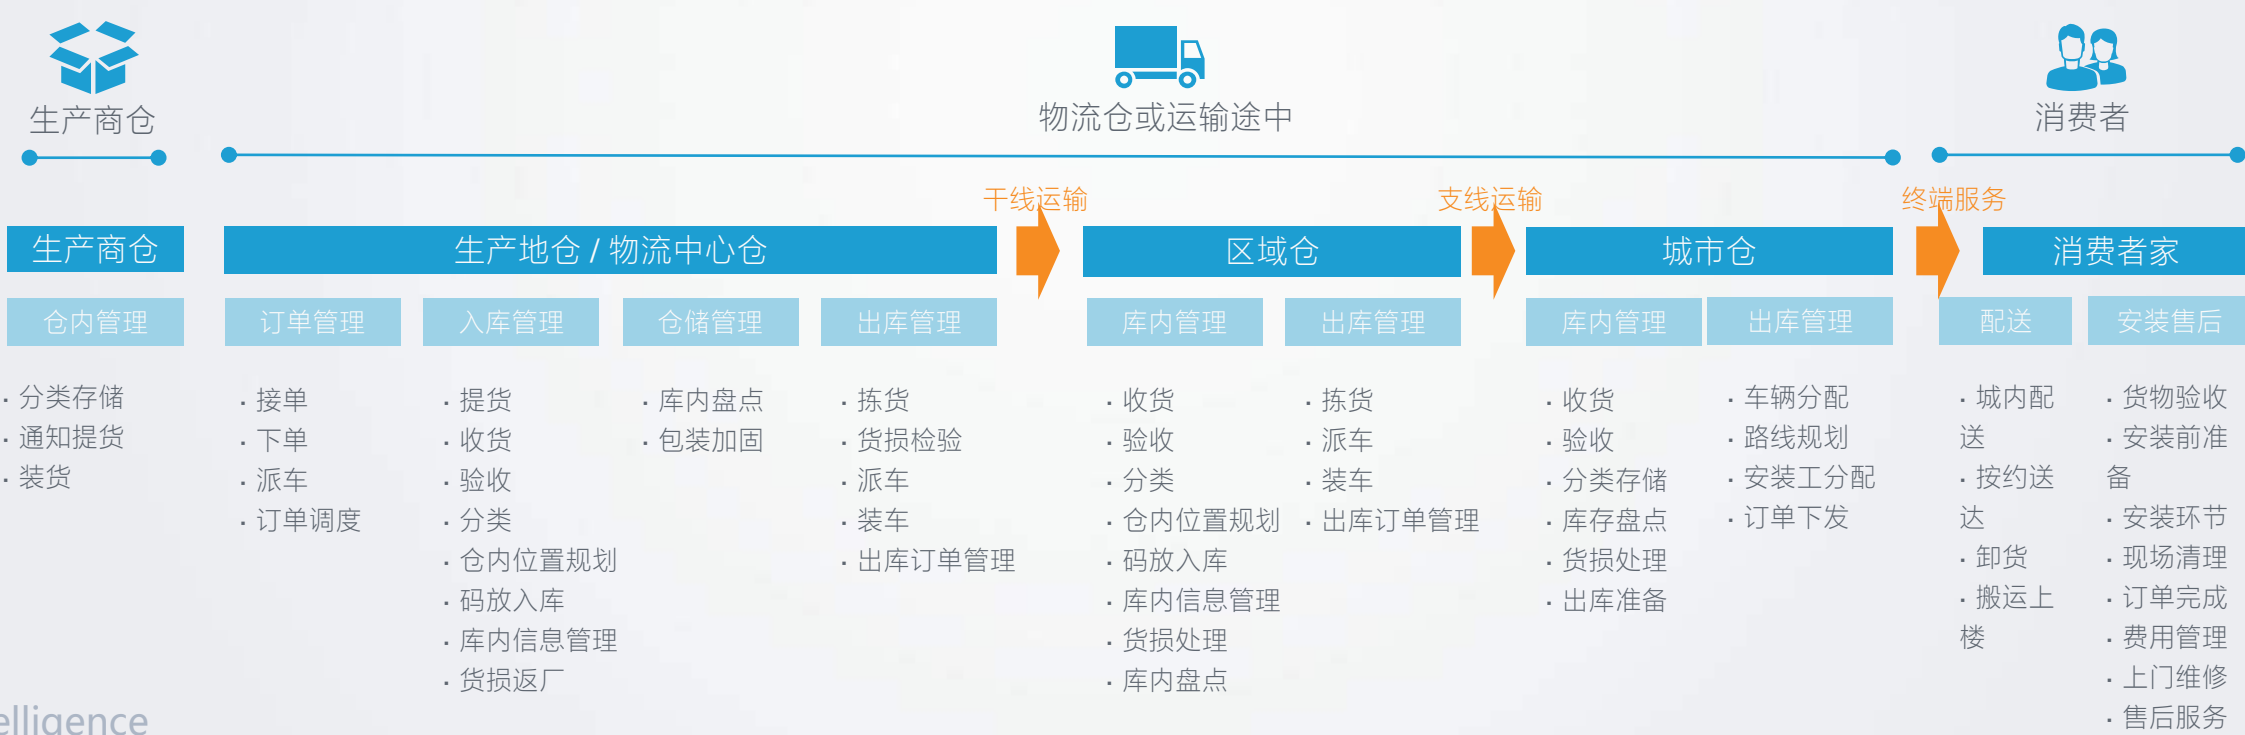 生产商仓
物流仓或运输途中
消费者
干线运输
支线运输
终端服务
生产商仓
生产地仓 / 物流中心仓
区域仓
城市仓
消费者家
仓内管理
订单管理
入库管理
仓储管理
出库管理
库内管理
出库管理
库内管理
出库管理
配送
安装售后
· 分类存储
· 通知提货
· 装货
· 接单
· 下单
· 派车
· 订单调度
· 提货
· 收货
· 验收
· 分类
· 仓内位置规划
· 码放入库
· 库内信息管理
· 货损返厂
· 库内盘点
· 包装加固
· 拣货
· 货损检验
· 派车
· 装车
· 出库订单管理
· 收货
· 验收
· 分类
· 仓内位置规划
· 码放入库
· 库内信息管理
· 货损处理
· 库内盘点
· 拣货
· 派车
· 装车
· 出库订单管理
· 收货
· 验收
· 分类存储
· 库存盘点
· 货损处理
· 出库准备
· 车辆分配
· 路线规划
· 安装工分配
· 订单下发
· 城内配
送
· 按约送
达
· 卸货
· 搬运上
楼
· 货物验收
· 安装前准
备
· 安装环节
· 现场清理
· 订单完成
· 费用管理
· 上门维修
· 售后服务
elligence